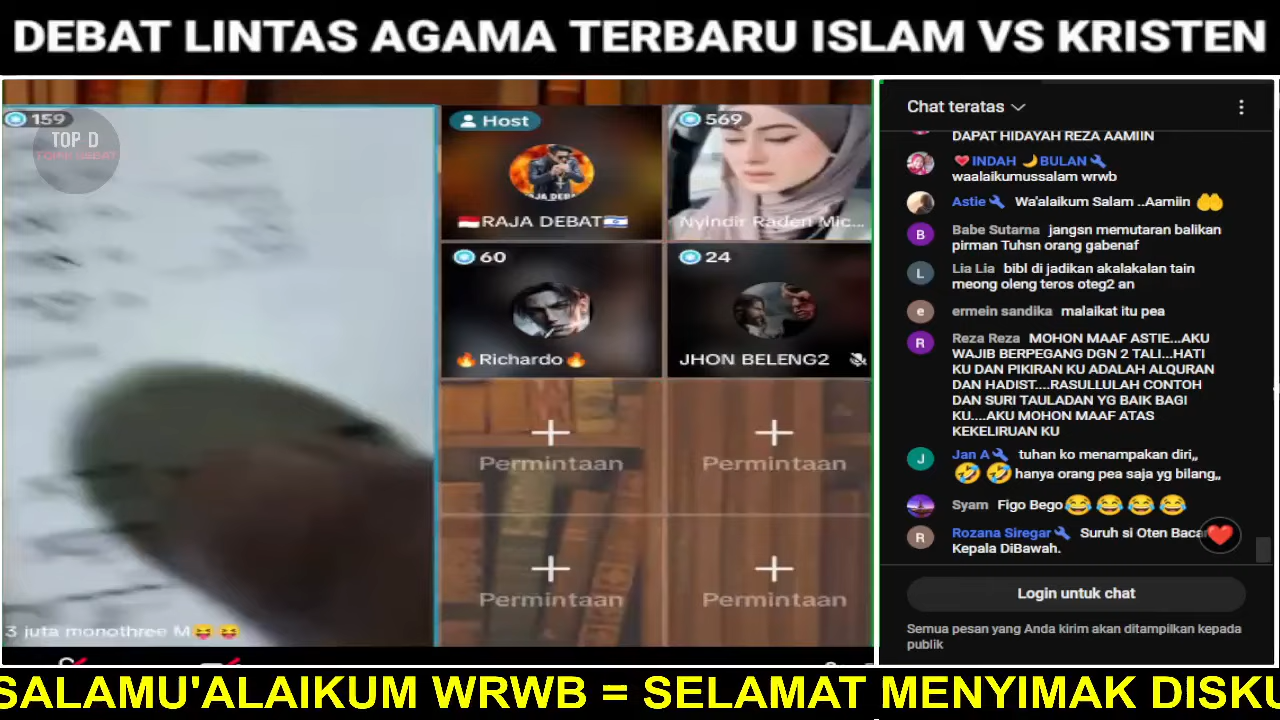 DEBAT LINTAS AGAMA TERBARU ISLAM VS KRISTEN
159
TOP D
Host
RAJA DEBAT
569
Nyindir Raden Mic...
60
🔥Richardo🔥
24
JHON BELENG2
Permintaan
Permintaan
Permintaan
Permintaan
3 juta monothree M😝 😝
Chat teratas
DAPAT HIDAYAH REZA AAMIIN
❤️INDAH 🌙BULAN🔧
waalaikumussalam wrwb
Astie🔧 Wa'alaikum Salam ..Aamiin 🤲
B
Babe Sutarna jangsn memutaran balikan
pirman Tuhsn orang gabenaf
L
Lia Lia bibl di jadikan akalakalan tain
meong oleng teros oteg2 an
e
ermein sandika malaikat itu pea
R
Reza Reza MOHON MAAF ASTIE...AKU
WAJIB BERPEGANG DGN 2 TALI...HATI
KU DAN PIKIRAN KU ADALAH ALQURAN
DAN HADIST....RASULLULAH CONTOH
DAN SURI TAULADAN YG BAIK BAGI
KU....AKU MOHON MAAF ATAS
KEKELIRUAN KU
J
Jan A🔧 tuhan ko menampakan diri,,
🤣 🤣 hanya orang pea saja yg bilang,,
Syam Figo Bego😂 😂 😂 😂
R
Rozana Siregar🔧 Suruh si Oten Baca
Kepala DiBawah.
Login untuk chat
Semua pesan yang Anda kirim akan ditampilkan kepada
publik
SALAMU'ALAIKUM WRWB = SELAMAT MENYIMAK DISKU